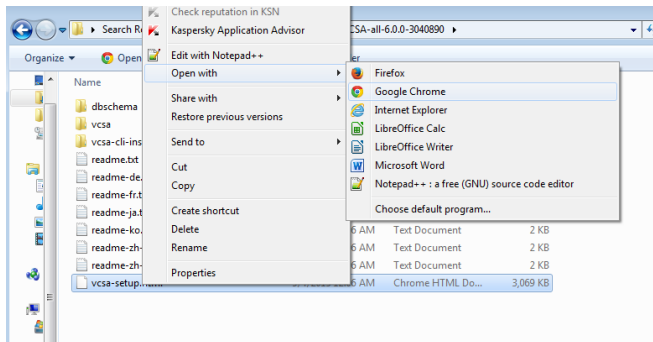 Search R
CSA-all-6.0.0-3040890
Organize
Open
Name
dbschema
vcsa
vcsa-cli-ins
readme.txt
readme-de.
readme-fr.t
readme-ja.t
readme-ko.
readme-zh-
readme-zh-
vcsa-setup.
Check reputation in KSN
Kaspersky Application Advisor
Edit with Notepad++
Open with
Share with
Restore previous versions
Send to
Cut
Copy
Create shortcut
Delete
Rename
Properties
Firefox
Google Chrome
Internet Explorer
LibreOffice Calc
LibreOffice Writer
Microsoft Word
Notepad++ : a free (GNU) source code editor
Choose default program...
6 AM Text Document 2 KB
6 AM Text Document 2 KB
6 AM Text Document 2 KB
6 AM Chrome HTML Do... 3,069 KB